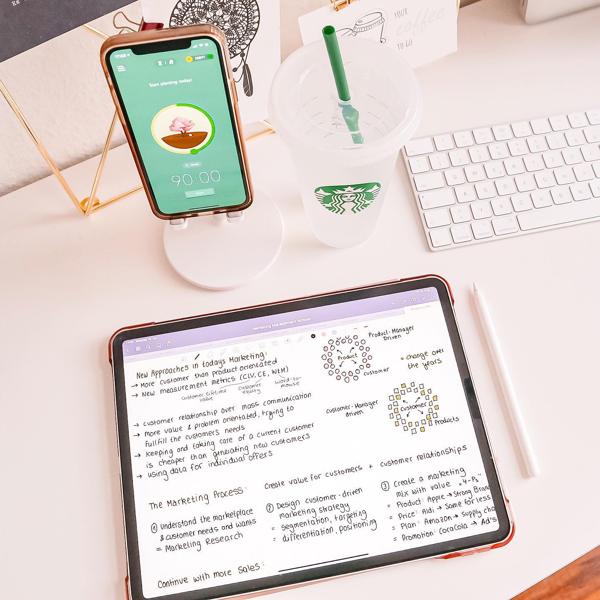 YOUR
coffee
TO GO
Start planting today!
90:00
New Approaches in todays Marketing:
→ More customer than product orientated
→ New measurement metrics (CLV, CE, WEM)
customer lifetime value
customer equity
word-to-mouse
→ customer relationship over mass communication
→ More value & problem orientated, trying to
fullfill the customers needs
→ keeping and taking care of a current customer
is cheaper than generating new customers
→ using data for individual offers
Product-Manager
Driven
Product
customer
• change over
the years
customer-Manager
driven
customer
Products
The Marketing Process:
Create value for customers + customer relationships
① Understand the marketplace
& customer needs and wants
= Marketing Research
② Design customer-driven
marketing strategy
= segmentation, targeting
= differentiation, positioning
③ Create a marketing
mix with value "4-Ps"
= Product: Apple → Strong Brand
= Price: Aldi → Same for less
= Plan: Amazon → Supply cha
= Promotion: CocaCola → Ad's
Continue with more Sales: